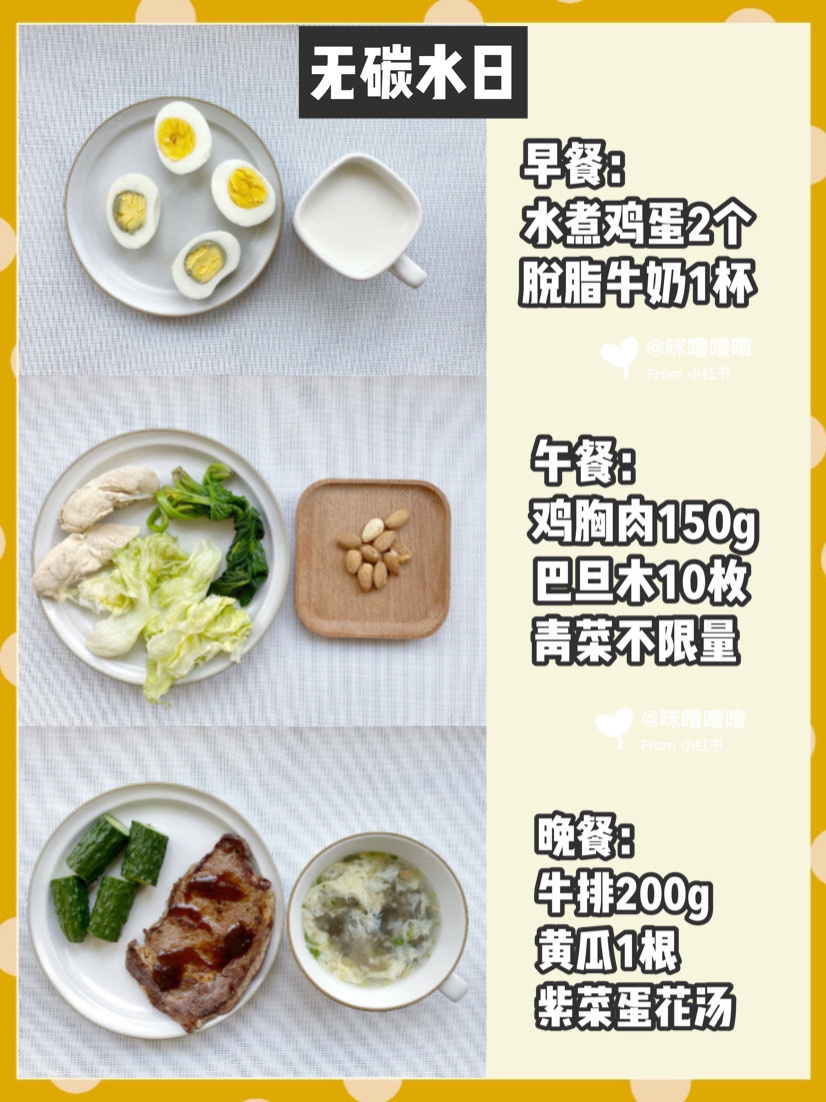 无碳水日
早餐：
水煮鸡蛋2个
脱脂牛奶1杯
@咪噜噜噜
From 小红书
午餐：
鸡胸肉150g
巴旦木10枚
青菜不限量
@咪噜噜噜
From 小红书
晚餐：
牛排200g
黄瓜1根
紫菜蛋花汤